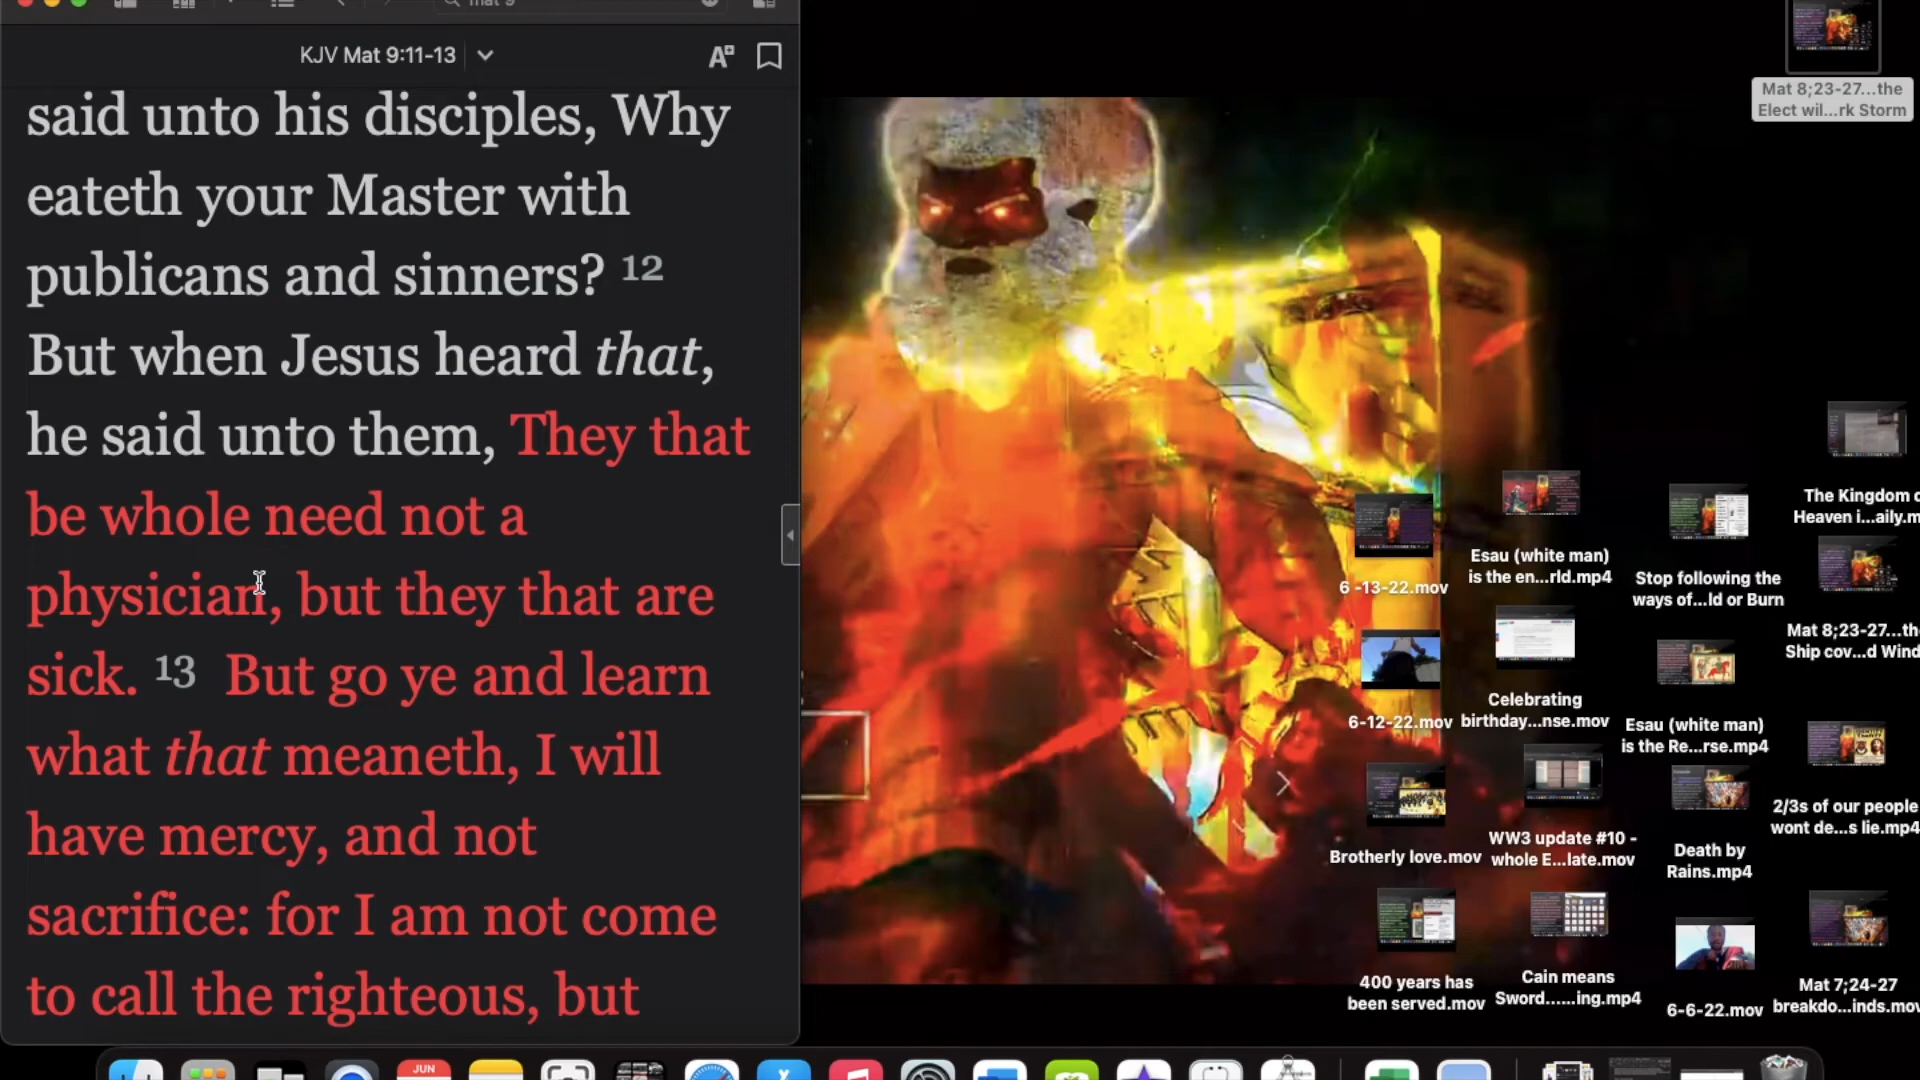 mat 9
KJV Mat 9:11-13
said unto his disciples, Why
eateth your Master with
publicans and sinners? 12
But when Jesus heard that,
he said unto them, They that
be whole need not a
physician, but they that are
sick. 13 But go ye and learn
what that meaneth, I will
have mercy, and not
sacrifice: for I am not come
to call the righteous, but
Mat 8;23-27...the
Elect wil...rk Storm
6 -13-22.mov
Esau (white man)
is the en...rld.mp4
Stop following the
ways of...ld or Burn
The Kingdom
Heaven i...aily.m
6-12-22.mov
Celebrating
birthday...nse.mov
Esau (white man)
is the Re...rse.mp4
Mat 8;23-27...th
Ship cov...d Wind
Brotherly love.mov
WW3 update #10 -
whole E...late.mov
Death by
Rains.mp4
2/3s of our people
wont de...s lie.mp4
400 years has
been served.mov
Cain means
Sword......ing.mp4
6-6-22.mov
Mat 7;24-27
breakdo...inds.mov
JUN